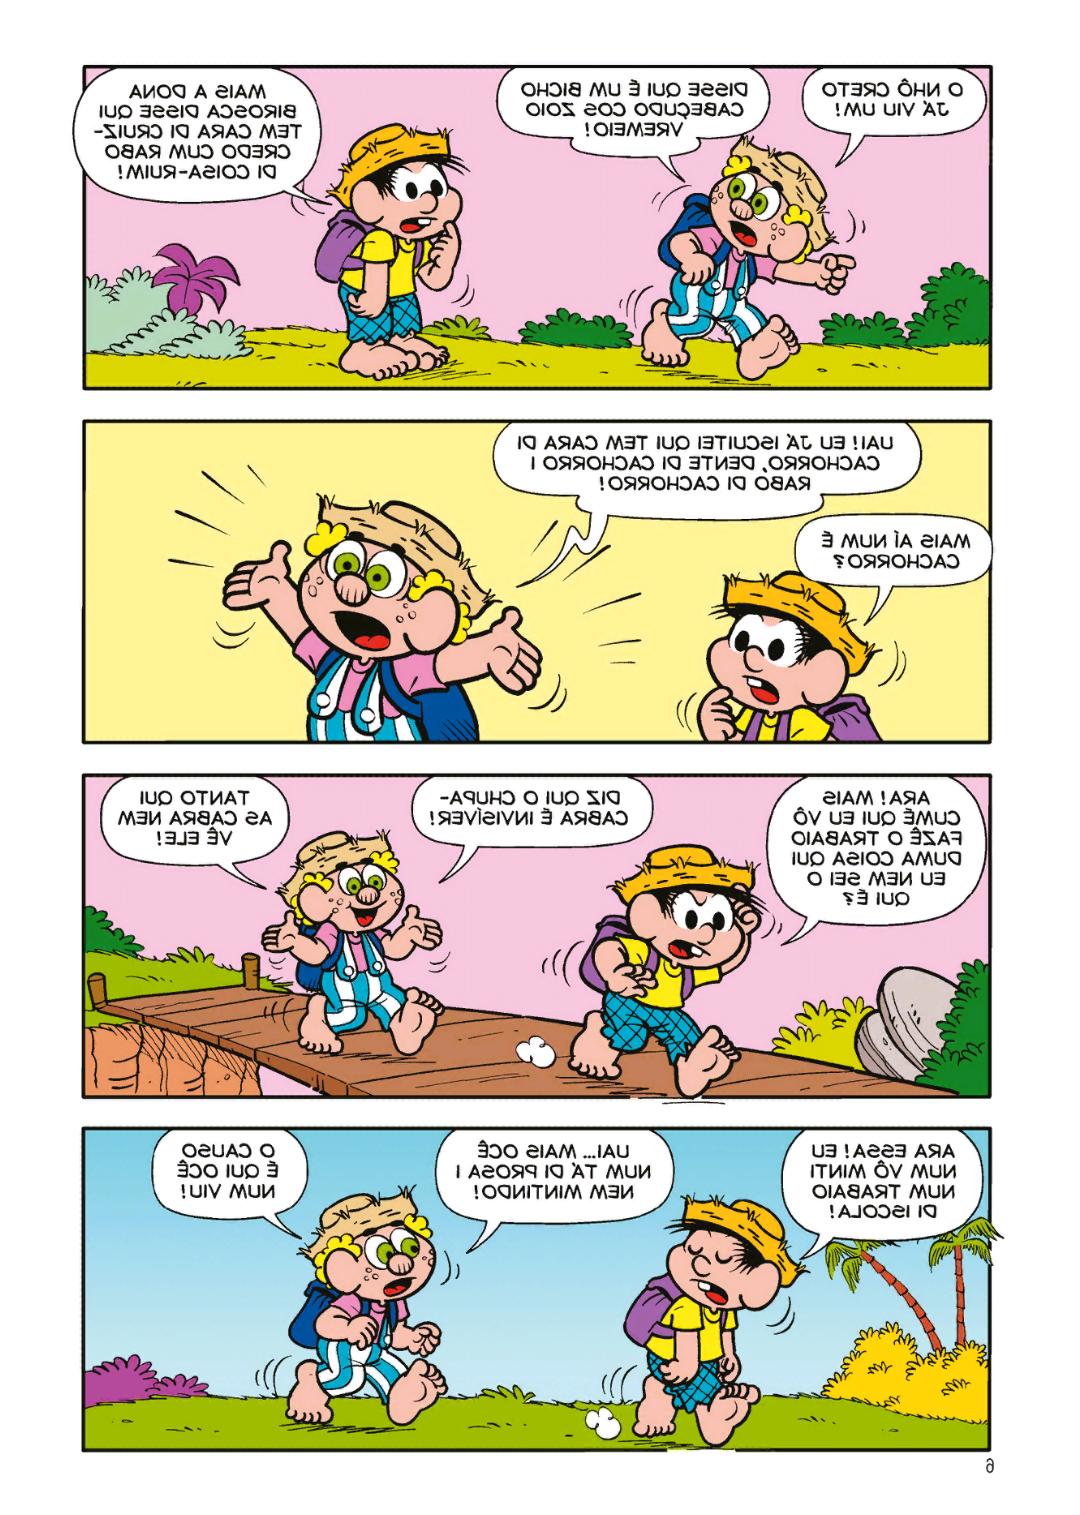 O NHÔ CRETO
JÁ VIU UM!
DISSE QUI É UM BICHO
CABEÇUDO COS ZOIO
VREMEIO!
MAIS A DONA
BIROSCA DISSE QUI
TEM CARA DI CRUIZ-
CREDO CUM RABO
DI COISA-RUIM!
UAI! EU JÁ ISCUITEI QUI TEM CARA DI
CACHORRO, DENTE DI CACHORRO I
RABO DI CACHORRO!
MAIS AÍ NUM É
CACHORRO?
ARA! MAIS
CUMÉ QUI EU VÔ
FAZÊ O TRABAIO
DUMA COISA QUI
EU NEM SEI O
QUI É?
DIZ QUI O CHUPA-
CABRA É INVISÍVER!
TANTO QUI
AS CABRA NEM
VÊ ELE!
ARA ESSA! EU
NUM VÔ MINTI
NUM TRABAIO
DI ISCOLA!
UAI... MAIS OCÊ
NUM TÁ DI PROSA I
NEM MINTINDO!
O CAUSO
É QUI OCÊ
NUM VIU!
6